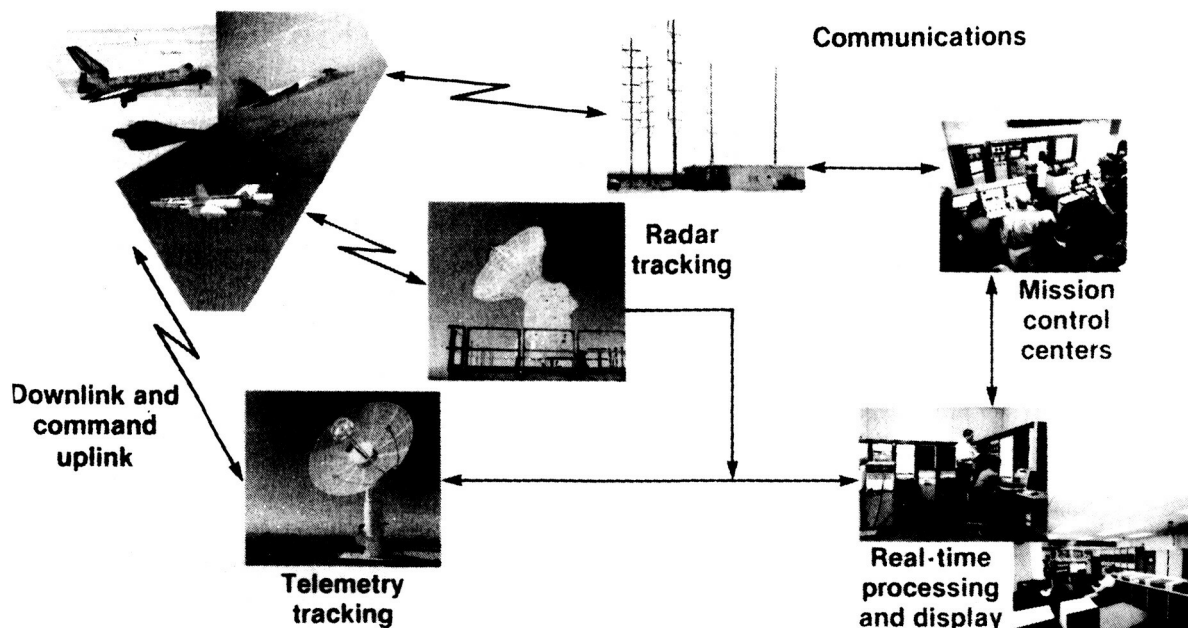 Communications
Radar
tracking
Mission
control
centers
Downlink and
command
uplink
Telemetry
tracking
Real-time
processing
and display